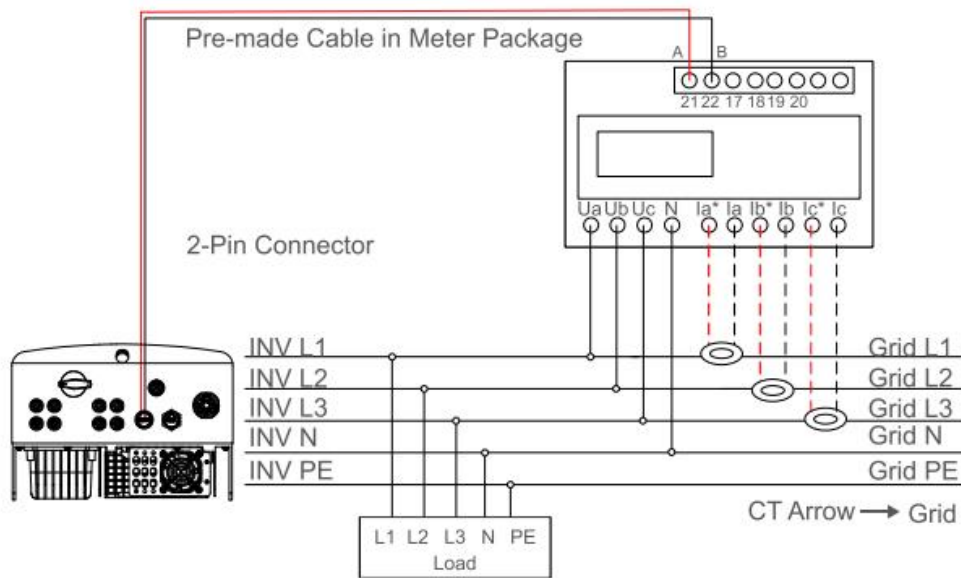 Pre-made Cable in Meter Package
A B
21 22 17 18 19 20
Ua Ub Uc N Ia* Ia Ib* Ib Ic* Ic
2-Pin Connector
INV L1 Grid L1
INV L2 Grid L2
INV L3 Grid L3
INV N Grid N
INV PE Grid PE
CT Arrow → Grid
L1 L2 L3 N PE
Load